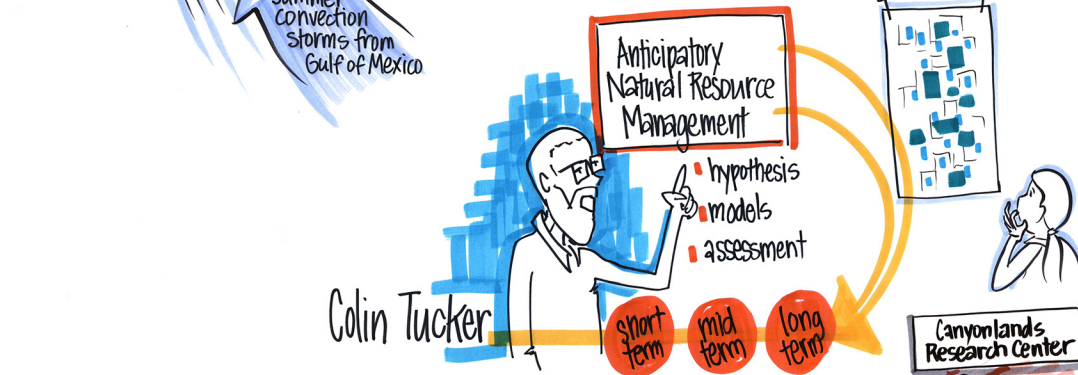 summer
convection
storms from
Gulf of Mexico
Anticipatory
Natural Resource
Management
hypothesis
models
assessment
Colin Tucker
short
term
mid
term
long
term
Canyonlands
Research Center